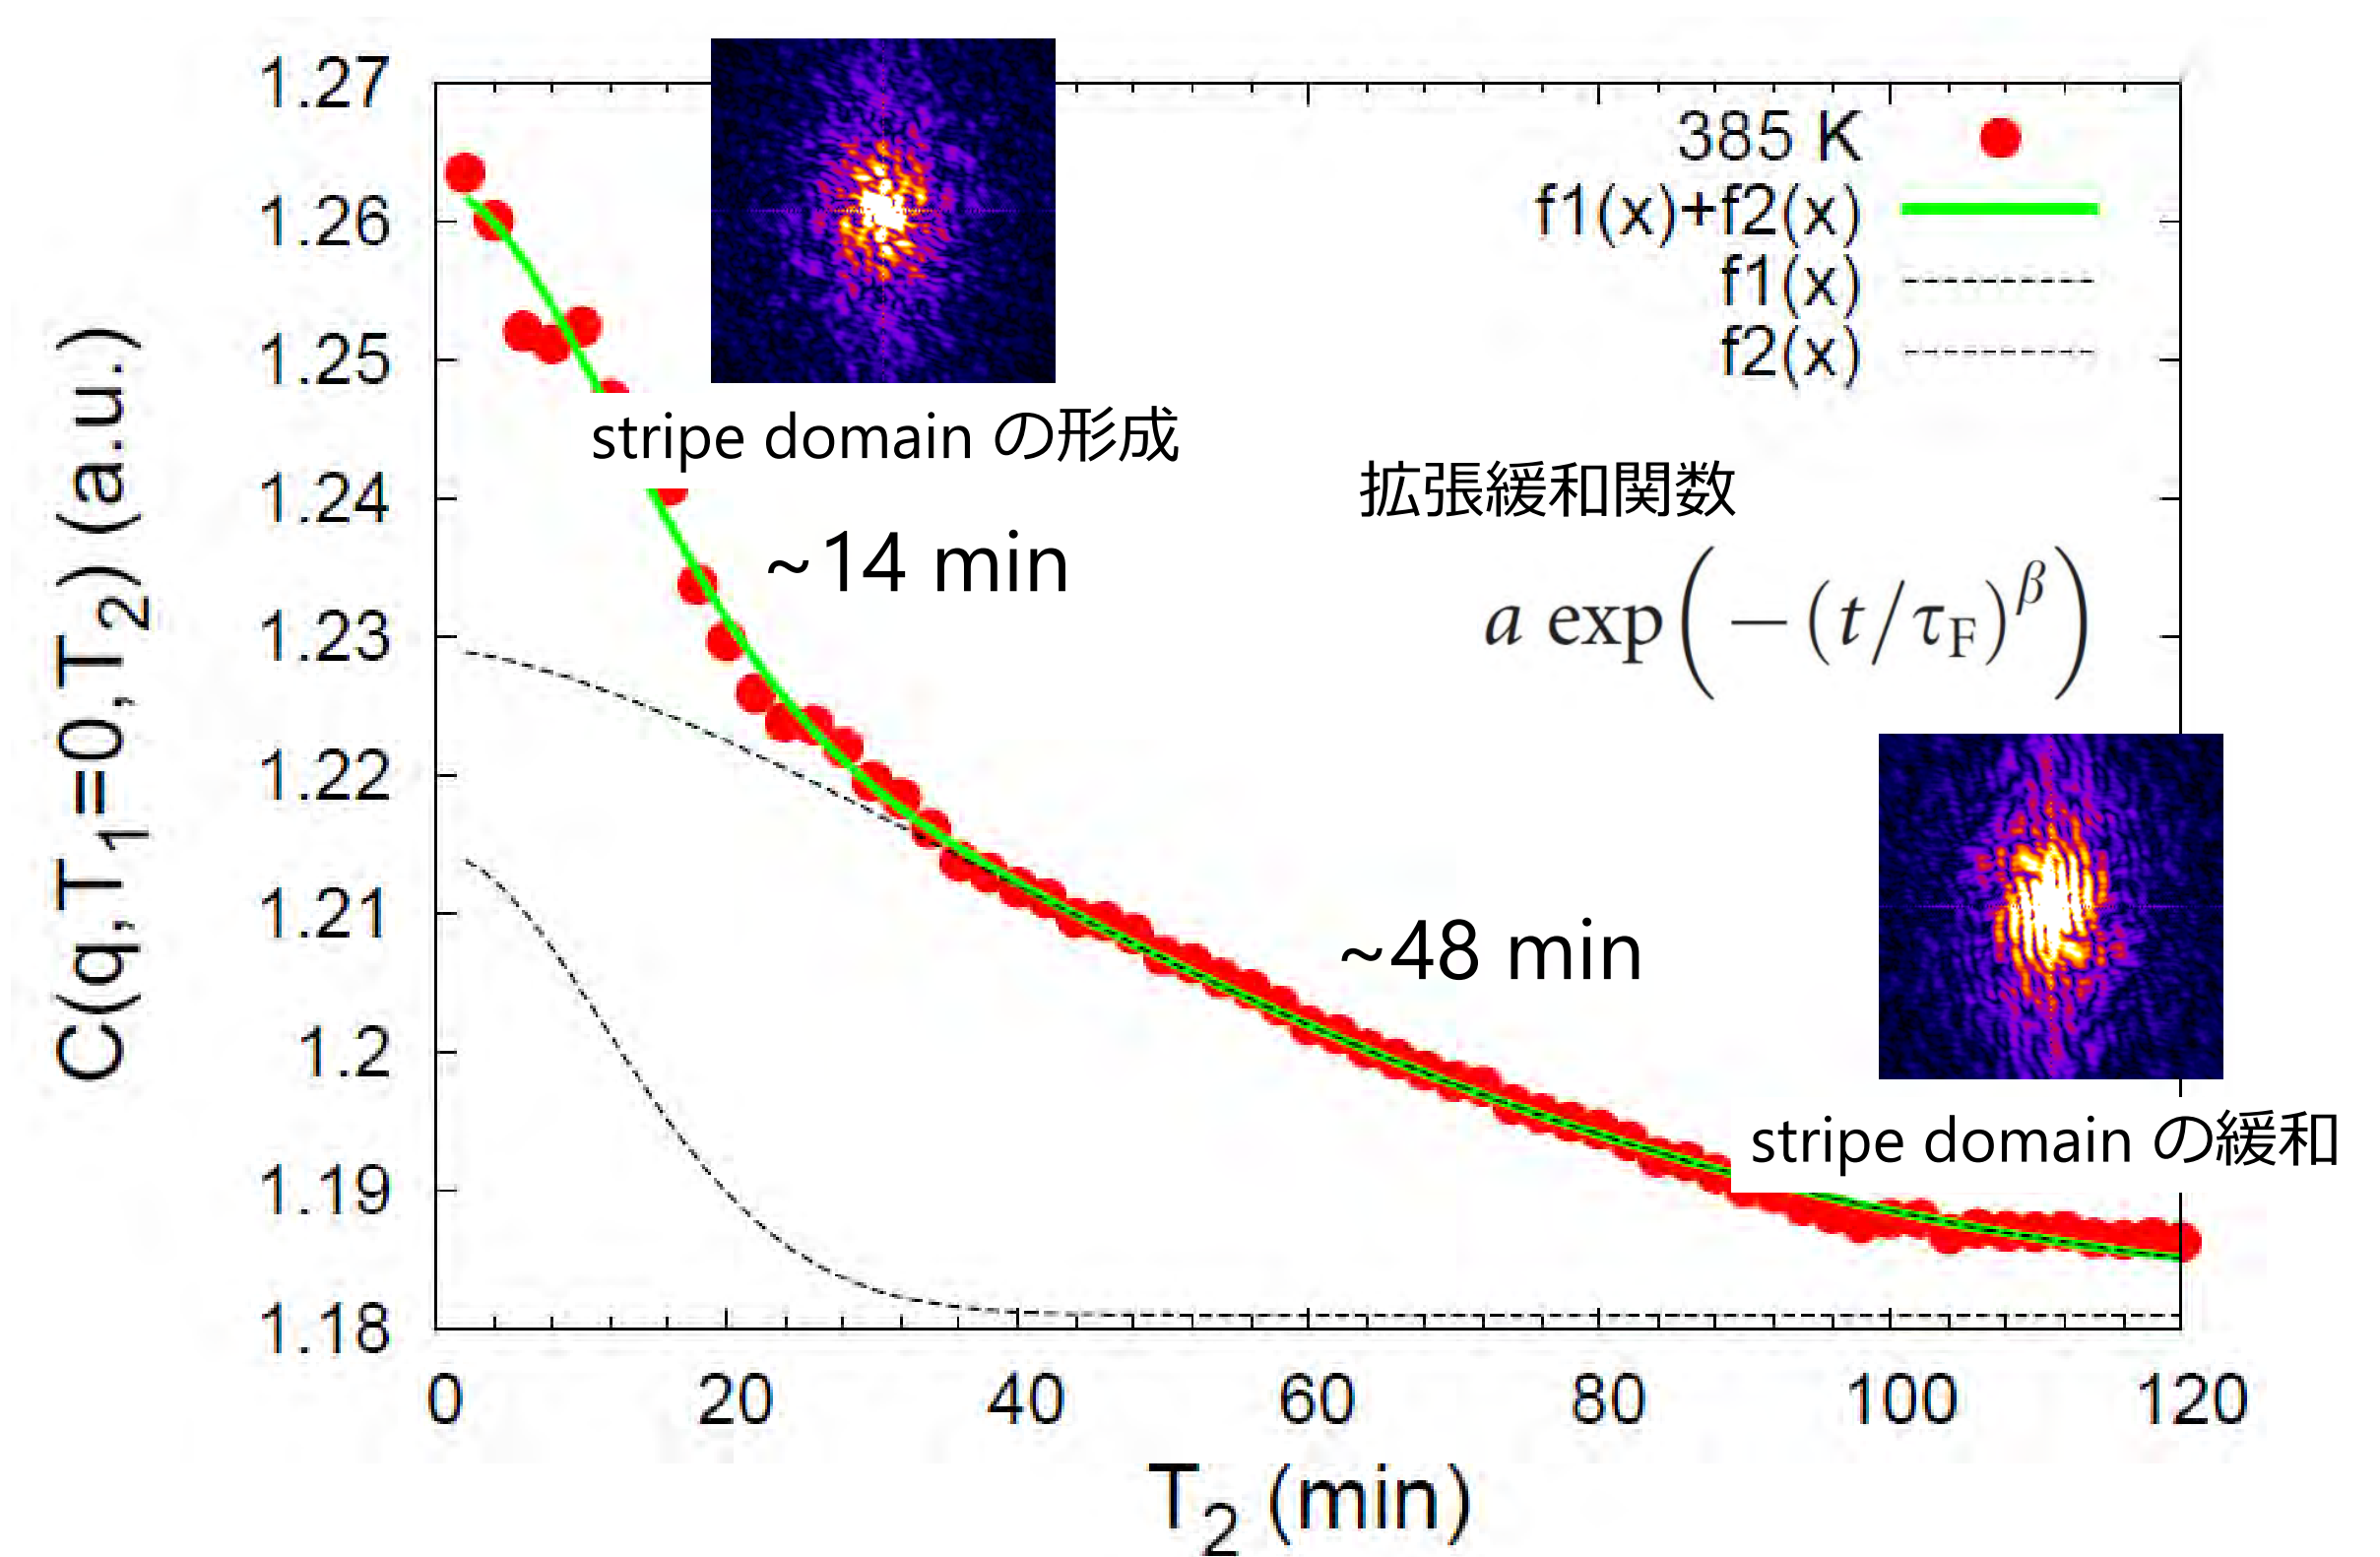 C(q,T₁=0,T₂) (a.u.)
1.27
1.26
1.25
1.24
1.23
1.22
1.21
1.2
1.19
1.18
385 K
f1(x)+f2(x)
f1(x)
f2(x)
stripe domain の形成
~14 min
拡張緩和関数
a exp(−(t/τ_F)^β)
~48 min
stripe domain の緩和
0 20 40 60 80 100 120
T₂ (min)